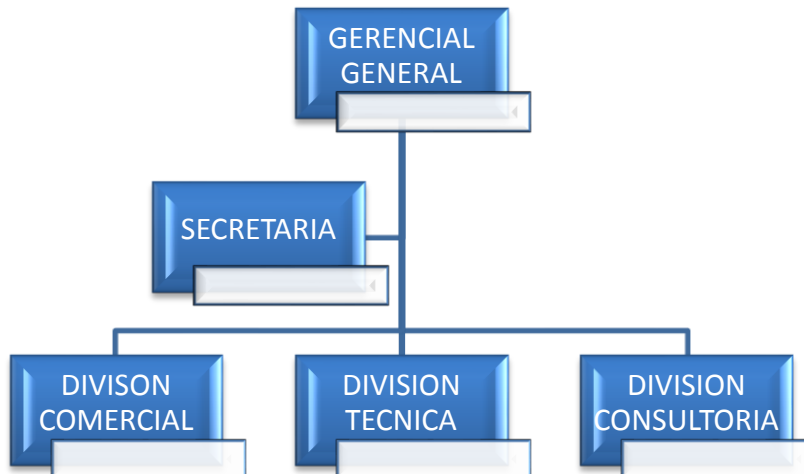 GERENCIAL
GENERAL
SECRETARIA
DIVISON
COMERCIAL
DIVISION
TECNICA
DIVISION
CONSULTORIA